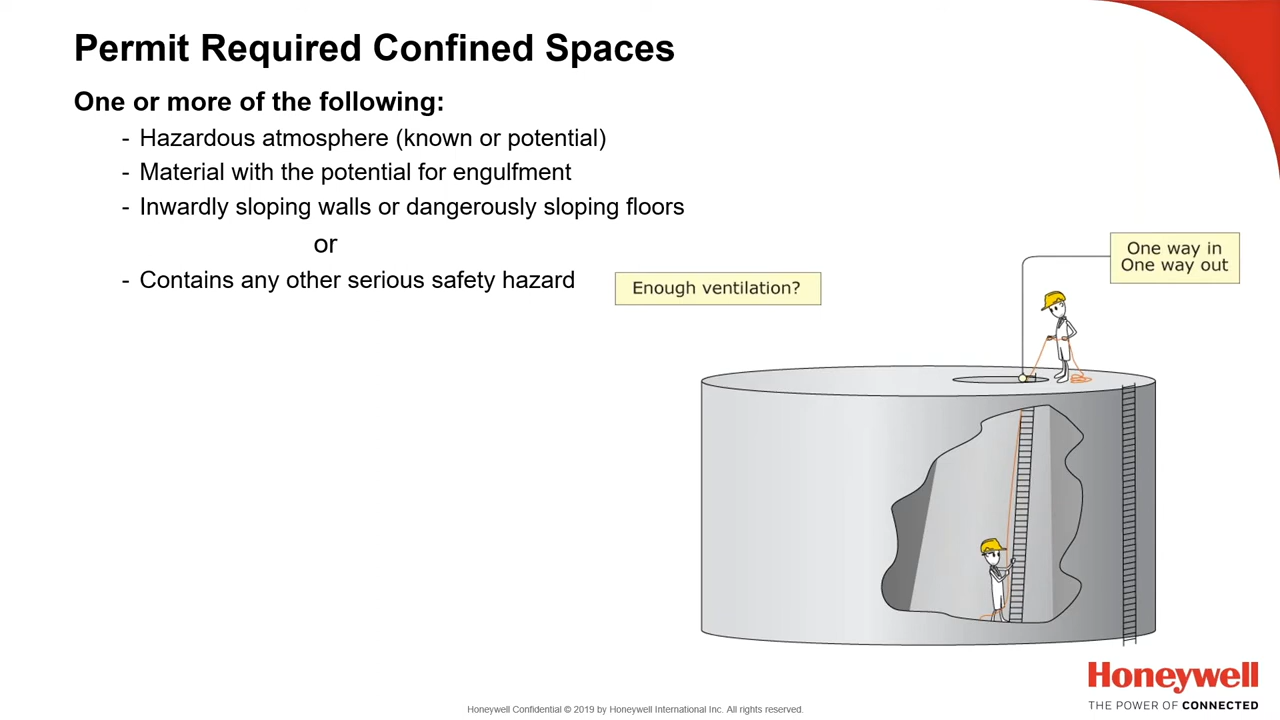 Permit Required Confined Spaces
One or more of the following:
- Hazardous atmosphere (known or potential)
- Material with the potential for engulfment
- Inwardly sloping walls or dangerously sloping floors
or
- Contains any other serious safety hazard
Enough ventilation?
One way in
One way out
Honeywell
THE POWER OF CONNECTED
Honeywell Confidential © 2019 by Honeywell International Inc. All rights reserved.